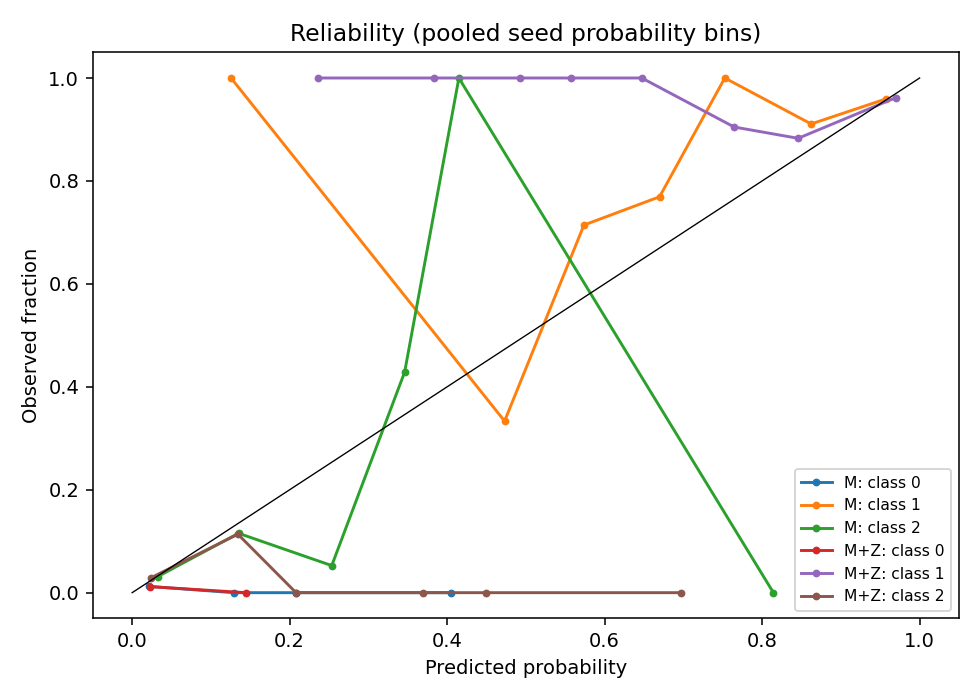 Reliability (pooled seed probability bins)
1.0
0.8
0.6
0.4
0.2
0.0
Observed fraction
0.0 0.2 0.4 0.6 0.8 1.0
Predicted probability
M: class 0
M: class 1
M: class 2
M+Z: class 0
M+Z: class 1
M+Z: class 2